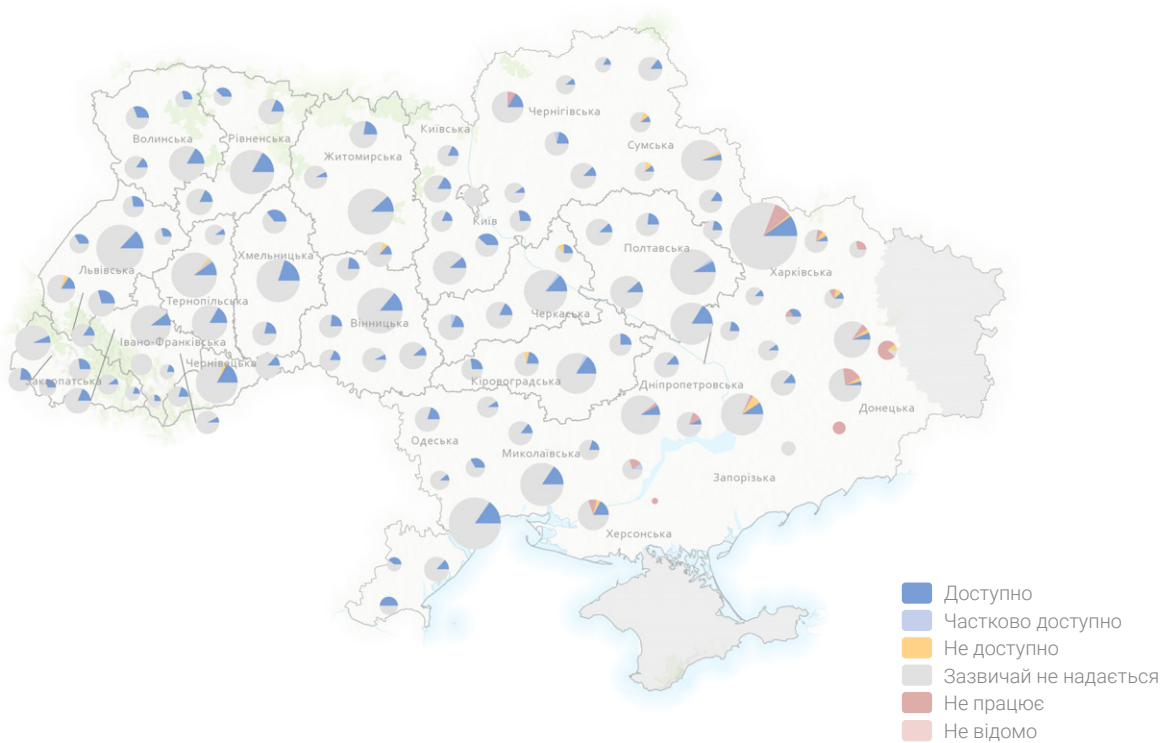 Чернігівська
Київська
Волинська
Рівненська
Сумська
Житомирська
Київ
Полтавська
Хмельницька
Львівська
Харківська
Тернопільська
Черкаська
Вінницька
Івано-Франківська
Чернівецька
Закарпатська
Кіровоградська
Дніпропетровська
Донецька
Одеська
Миколаївська
Запорізька
Херсонська
Доступно
Частково доступно
Не доступно
Зазвичай не надається
Не працює
Не відомо